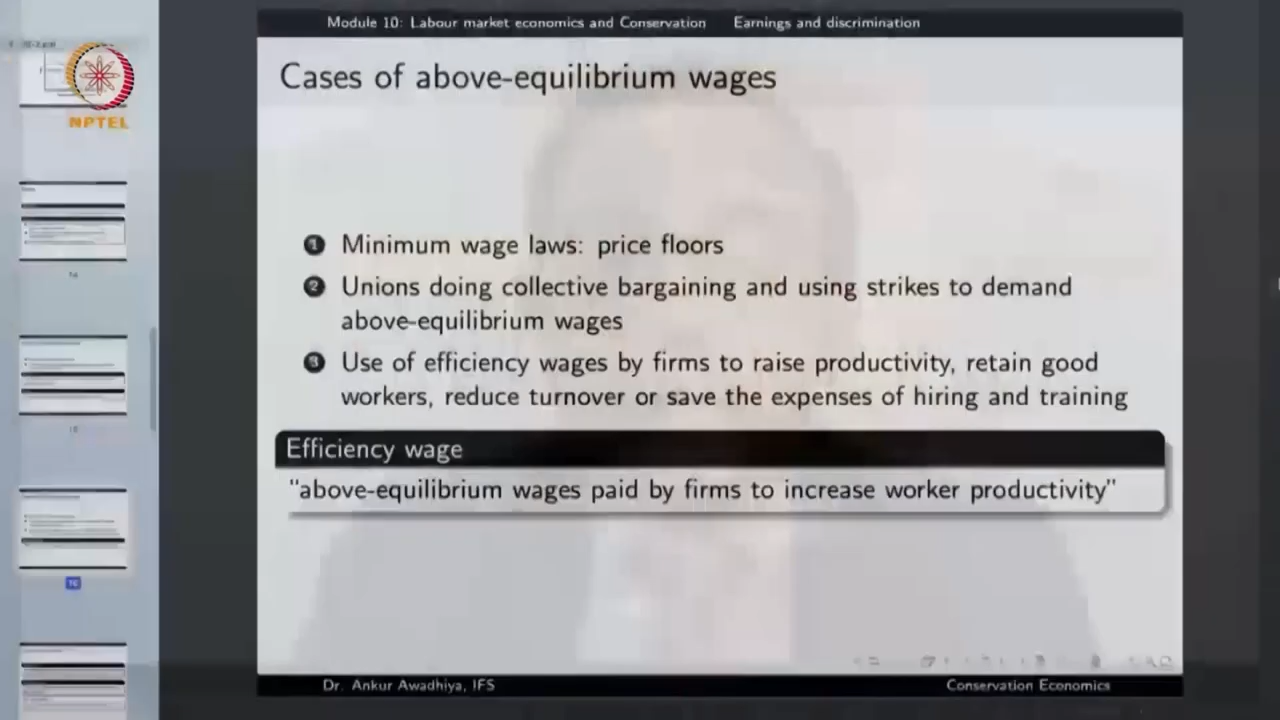 Module 10: Labour market economics and Conservation Earnings and discrimination
NPTEL
Cases of above-equilibrium wages
1 Minimum wage laws: price floors
2 Unions doing collective bargaining and using strikes to demand
above-equilibrium wages
3 Use of efficiency wages by firms to raise productivity, retain good
workers, reduce turnover or save the expenses of hiring and training
Efficiency wage
"above-equilibrium wages paid by firms to increase worker productivity"
Dr. Ankur Awadhiya, IFS Conservation Economics